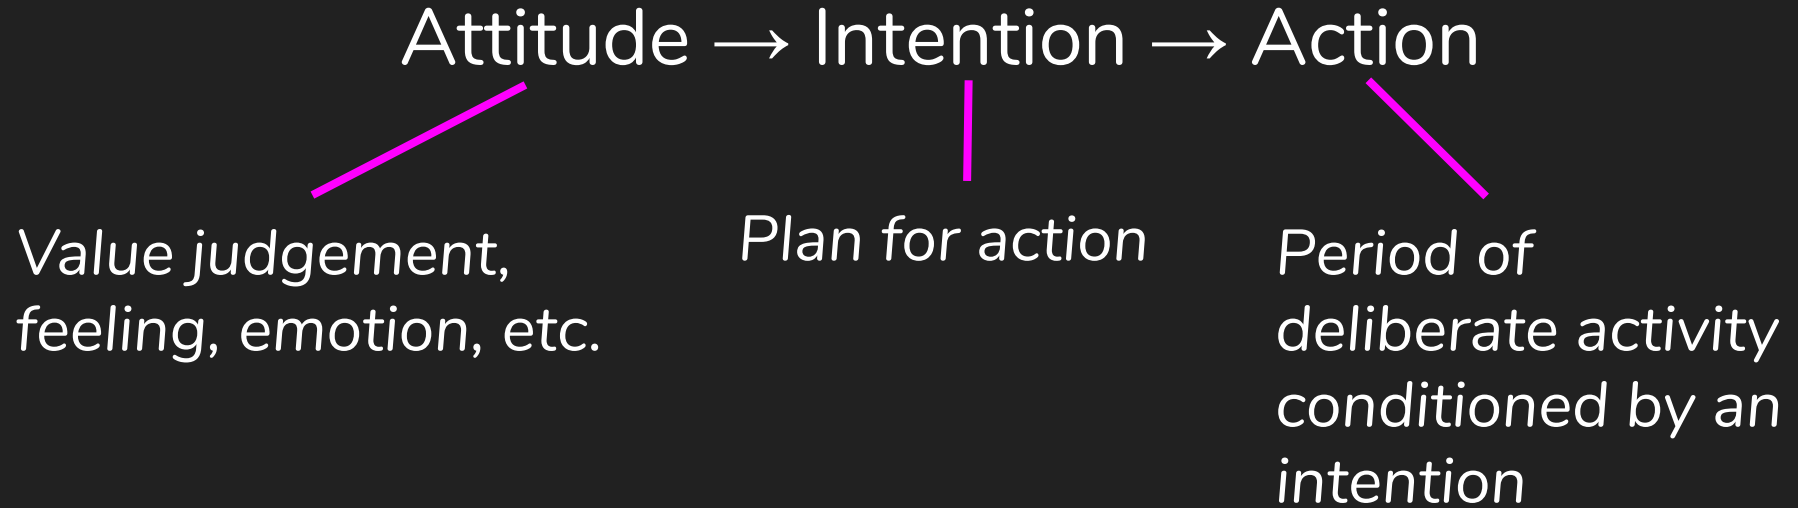 Attitude → Intention → Action
Value judgement,
feeling, emotion, etc.
Plan for action
Period of
deliberate activity
conditioned by an
intention